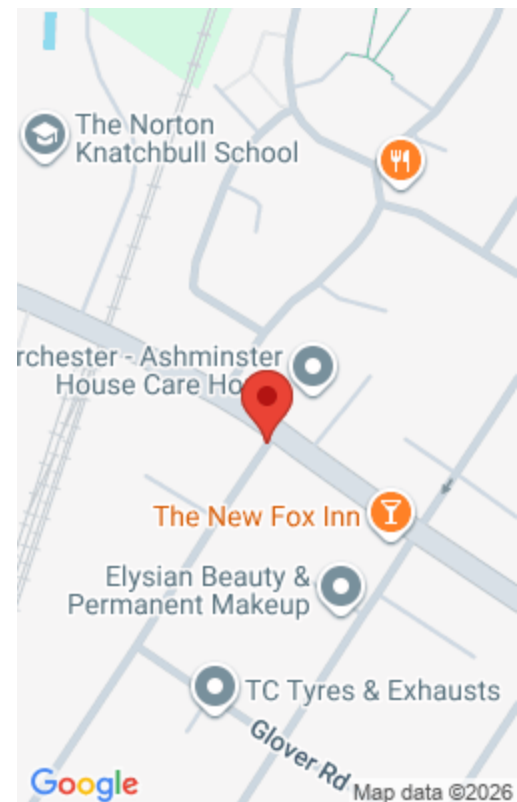 The Norton
Knatchbull School
rchester - Ashminster
House Care Ho
The New Fox Inn
Elysian Beauty &
Permanent Makeup
TC Tyres & Exhausts
Glover Rd
Google
Map data ©2026